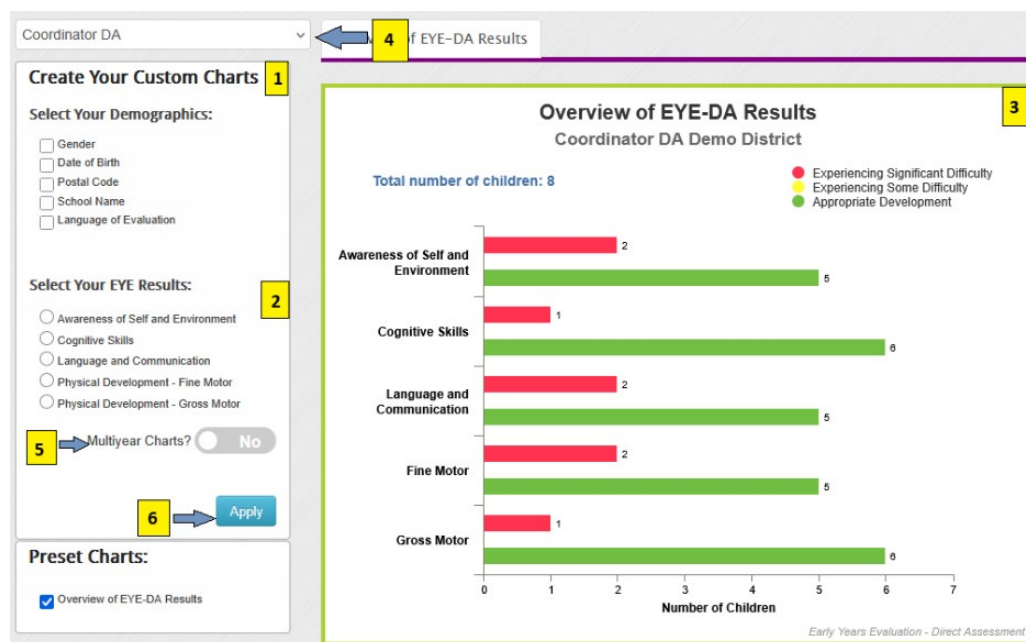 Coordinator DA
4
of EYE-DA Results
Create Your Custom Charts
1
Select Your Demographics:
Gender
Date of Birth
Postal Code
School Name
Language of Evaluation
Select Your EYE Results:
2
Awareness of Self and Environment
Cognitive Skills
Language and Communication
Physical Development - Fine Motor
Physical Development - Gross Motor
5
Multiyear Charts?
No
6
Apply
Preset Charts:
Overview of EYE-DA Results
3
Overview of EYE-DA Results
Coordinator DA Demo District
Total number of children: 8
Experiencing Significant Difficulty
Experiencing Some Difficulty
Appropriate Development
Awareness of Self and
Environment
2
5
Cognitive Skills
1
6
Language and
Communication
2
5
Fine Motor
2
5
Gross Motor
1
6
0 1 2 3 4 5 6 7
Number of Children
Early Years Evaluation - Direct Assessment